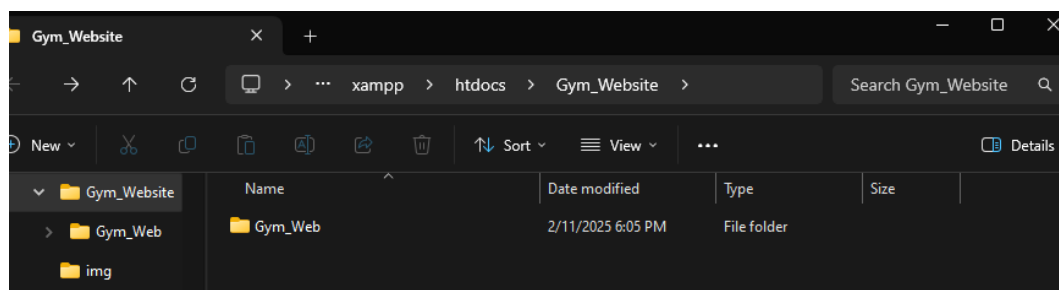 Gym_Website
xampp > htdocs > Gym_Website > Search Gym_Website
New Sort View ... Details
Gym_Website Name Date modified Type Size
Gym_Web Gym_Web 2/11/2025 6:05 PM File folder
img